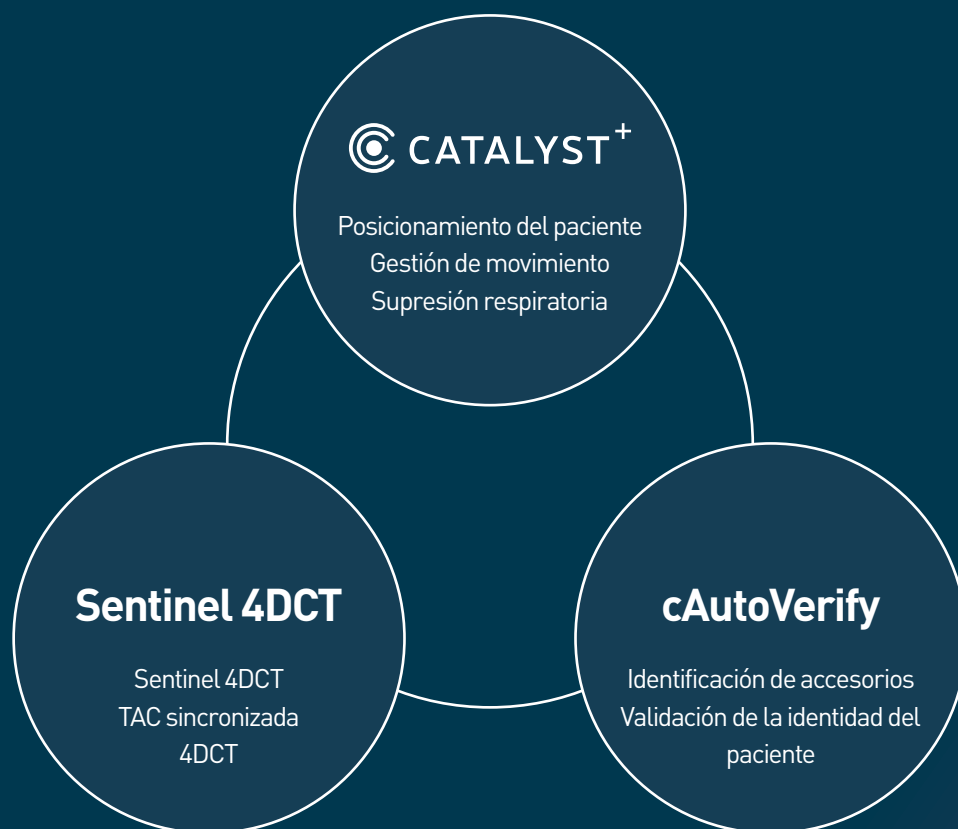 CATALYST+
Posicionamiento del paciente
Gestión de movimiento
Supresión respiratoria
Sentinel 4DCT
Sentinel 4DCT
TAC sincronizada
4DCT
cAutoVerify
Identificación de accesorios
Validación de la identidad del
paciente